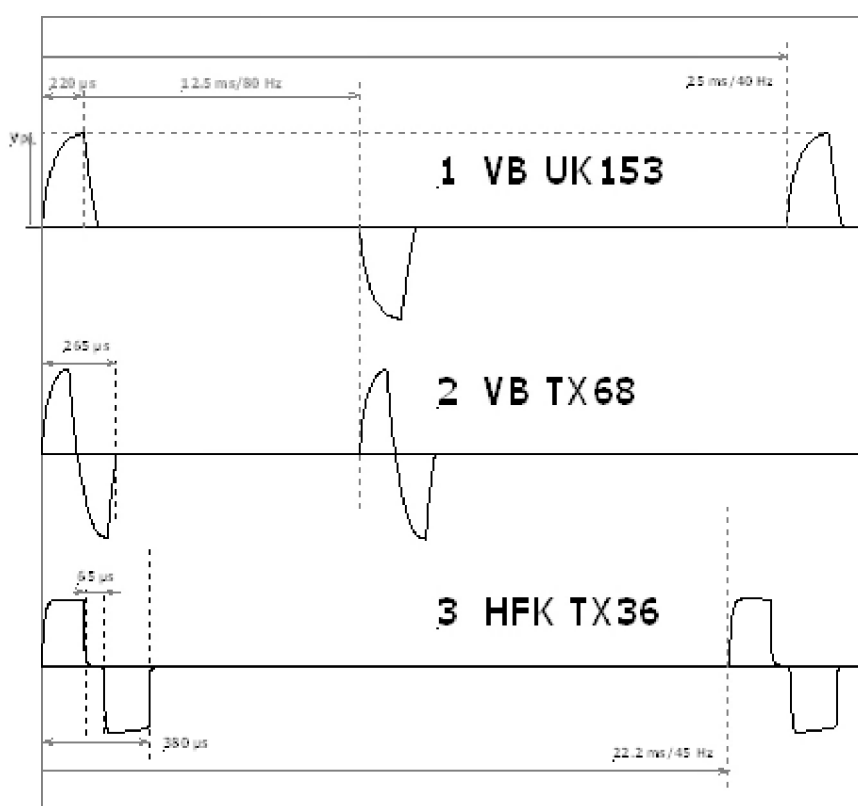 220 µs
12.5 ms/80 Hz
25 ms/40 Hz
1 VB UK153
265 µs
2 VB TX68
65 µs
3 HFK TX36
380 µs
22.2 ms/45 Hz